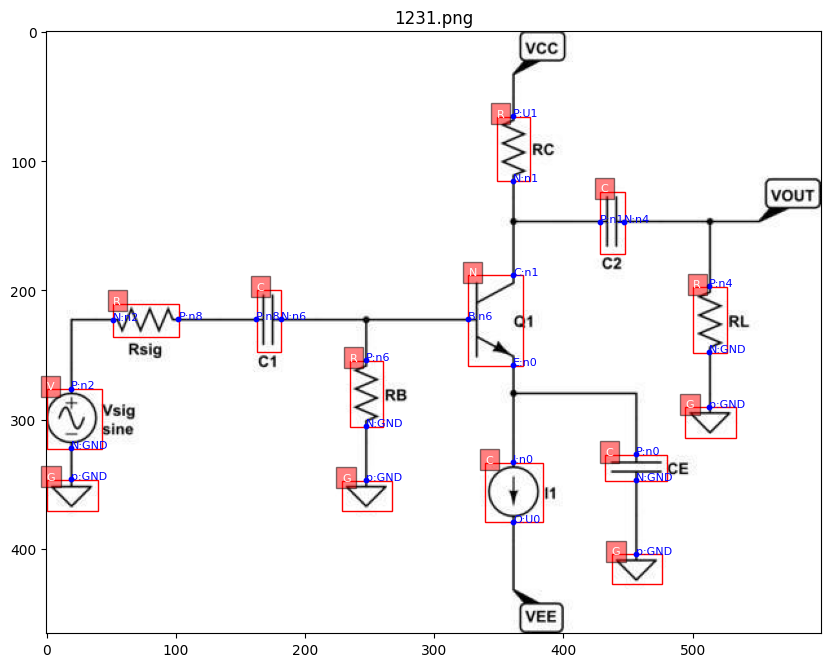 1231.png
0
100
200
300
400
0
100
200
300
400
500
VCC
R
P:U1
RC
N:n1
C
VOUT
P:n1
N:n4
C2
N
C:n1
R
P:n4
RL
N:GND
B:n6
Q1
E:n0
R
N:n2
P:n8
Rsig
C
P:n8
N:n6
C1
R
P:n6
RB
N:GND
V
P:n2
Vsig
sine
N:GND
G
p:GND
G
p:GND
G
p:GND
C
I:n0
I1
O:U0
C
P:n0
CE
N:GND
G
p:GND
VEE